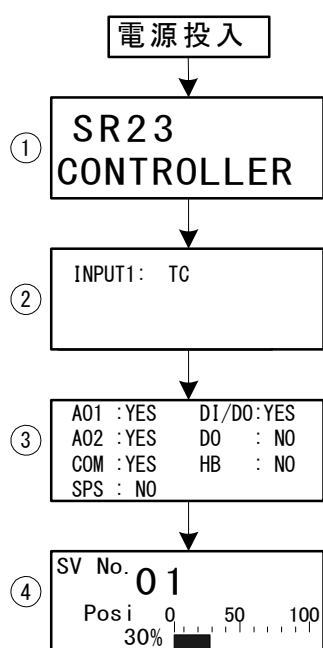 電源投入
①
SR23
CONTROLLER
②
INPUT1: TC
③
AO1 :YES DI/DO:YES
AO2 :YES DO : NO
COM :YES HB : NO
SPS : NO
④
SV No. 01
Posi 0 50 100
30%